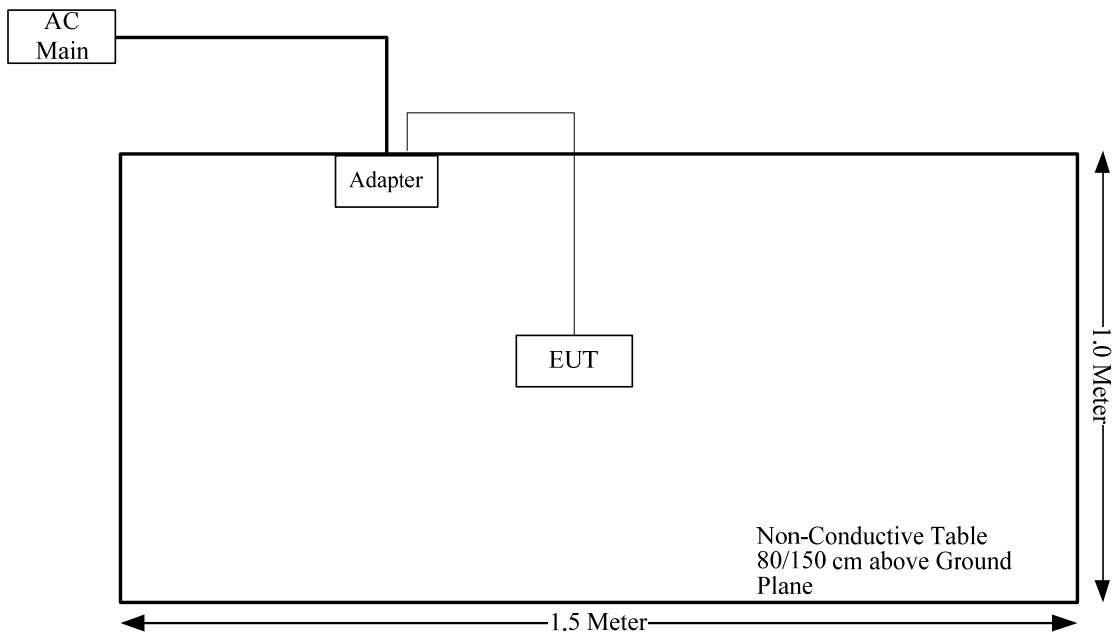 AC
Main
Adapter
EUT
1.0 Meter
Non-Conductive Table
80/150 cm above Ground
Plane
1.5 Meter